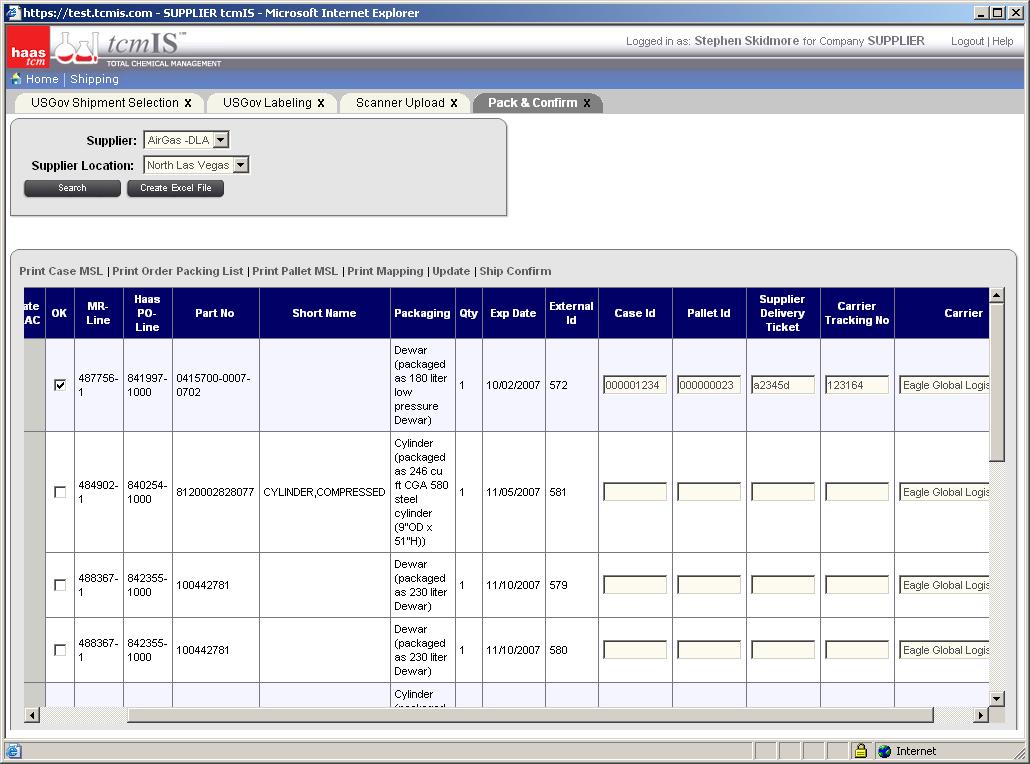 https://test.tcmis.com - SUPPLIER tcmIS - Microsoft Internet Explorer
haas tcm
tcmIS™
TOTAL CHEMICAL MANAGEMENT
Logged in as: Stephen Skidmore for Company SUPPLIER Logout | Help
Home | Shipping
USGov Shipment Selection x USGov Labeling x Scanner Upload x Pack & Confirm x
Supplier: AirGas -DLA
Supplier Location: North Las Vegas
Search Create Excel File
Print Case MSL | Print Order Packing List | Print Pallet MSL | Print Mapping | Update | Ship Confirm
ate AC OK MR-Line Haas PO-Line Part No Short Name Packaging Qty Exp Date External Id Case Id Pallet Id Supplier Delivery Ticket Carrier Tracking No Carrier
487756-1 841997-1000 0415700-0007-0702 Dewar (packaged as 180 liter low pressure Dewar) 1 10/02/2007 572 000001234 000000023 a2345d 123164 Eagle Global Logis
484902-1 840254-1000 8120002828077 CYLINDER,COMPRESSED Cylinder (packaged as 246 cu ft CGA 580 steel cylinder (9"OD x 51"H)) 1 11/05/2007 581 Eagle Global Logis
488367-1 842355-1000 100442781 Dewar (packaged as 230 liter Dewar) 1 11/10/2007 579 Eagle Global Logis
488367-1 842355-1000 100442781 Dewar (packaged as 230 liter Dewar) 1 11/10/2007 580 Eagle Global Logis
Cylinder
Internet